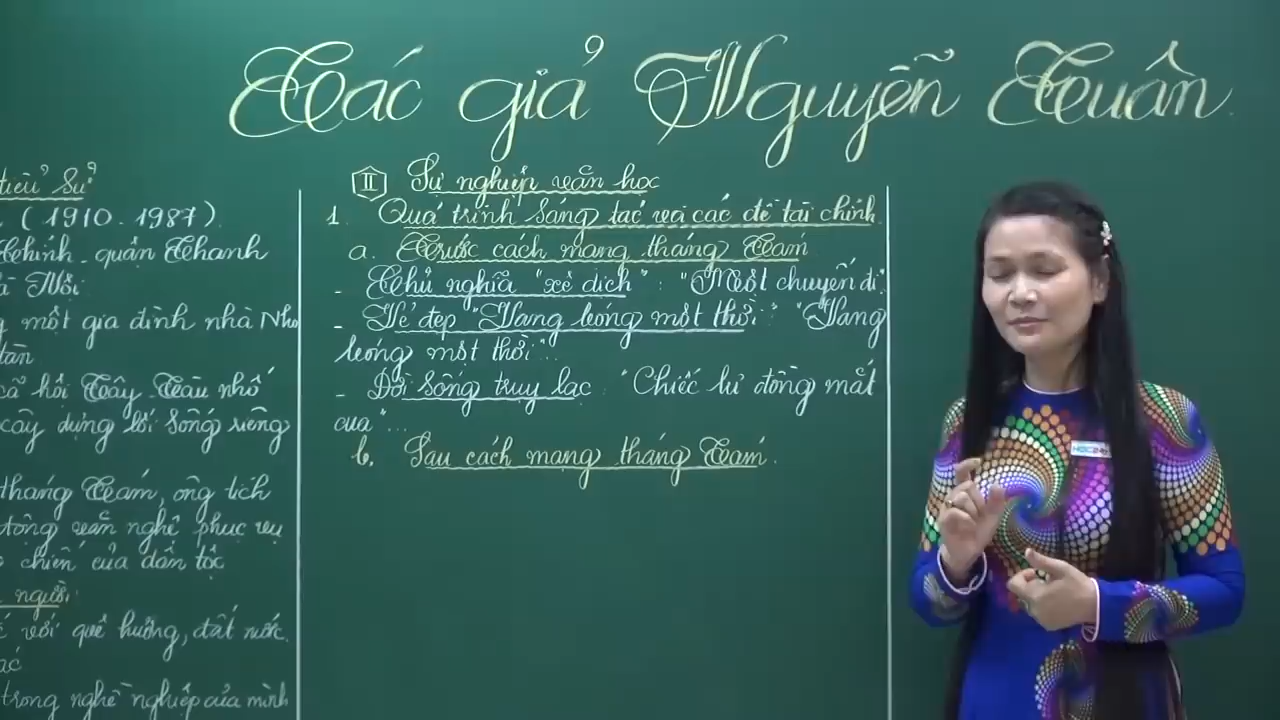 Tác giả Nguyễn Tuân
tiểu sử
(1910 - 1987)
Chính - quận Thanh
Hà Nội
một gia đình nhà Nho
tàn
xã hội Tây - Tàu nhố
xây dựng lối sống riêng
tháng Tám, ông tích
tông văn nghệ phục vụ
chiến của dân tộc
người:
với quê hương, đất nước.
ác
trong nghề nghiệp của mình
II Sự nghiệp văn học
1. Quá trình sáng tác và các đề tài chính
a. Trước cách mạng tháng Tám
- Chủ nghĩa "xê dịch" : "Một chuyến đi"
- Vẻ đẹp "Vang bóng một thời": "Vang
bóng một thời"...
- Đời sống truy lạc : "Chiếc lư đồng mắt
cua"...
b. Sau cách mạng tháng Tám.